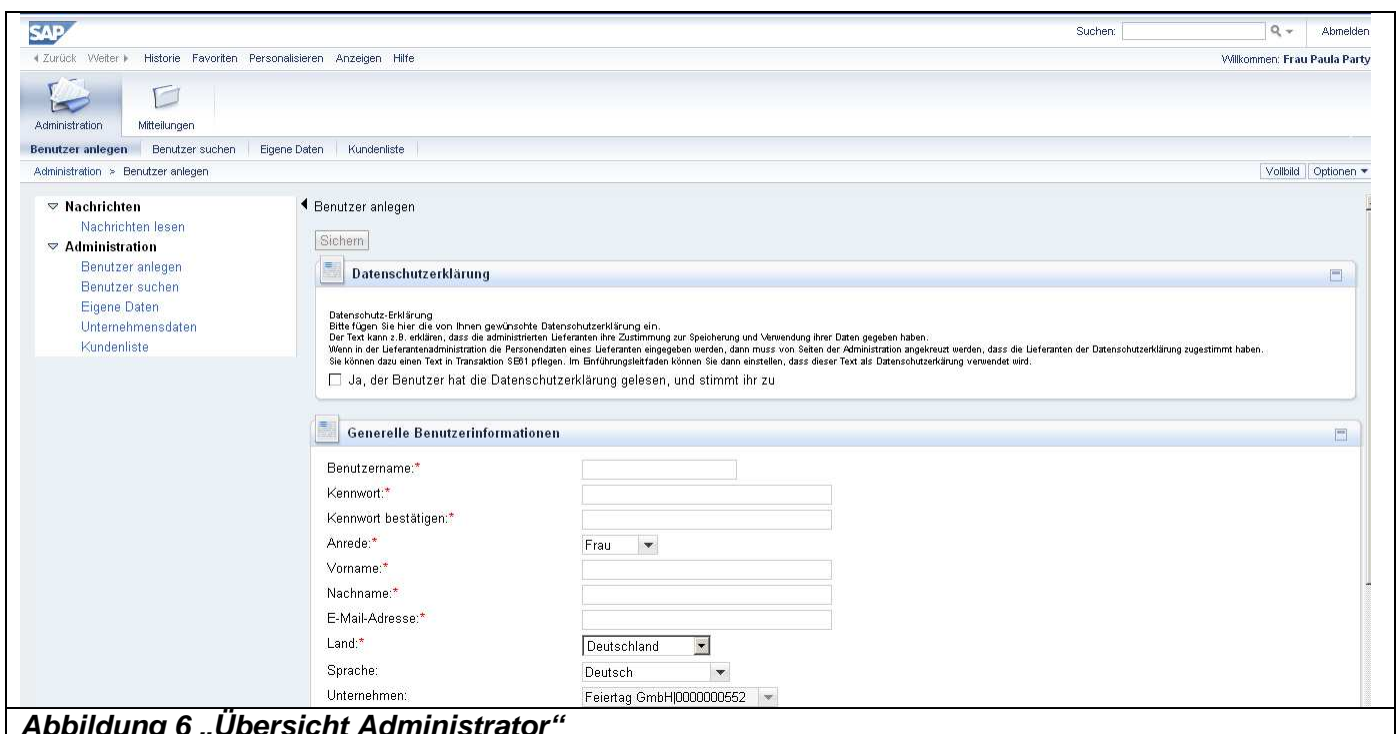 SAP
Suchen:
Abmelden
Zurück Weiter Historie Favoriten Personalisieren Anzeigen Hilfe
Willkommen: Frau Paula Party
Administration
Mitteilungen
Benutzer anlegen Benutzer suchen Eigene Daten Kundenliste
Administration > Benutzer anlegen
Vollbild Optionen
Nachrichten
Nachrichten lesen
Administration
Benutzer anlegen
Benutzer suchen
Eigene Daten
Unternehmensdaten
Kundenliste
Benutzer anlegen
Sichern
Datenschutzerklärung
Datenschutz-Erklärung
Bitte fügen Sie hier die von Ihnen gewünschte Datenschutzerklärung ein.
Der Text kann z.B. erklären, dass die administrierten Lieferanten ihre Zustimmung zur Speicherung und Verwendung ihrer Daten gegeben haben.
Wenn in der Lieferantenadministration die Personendaten eines Lieferanten eingegeben werden, dann muss von Seiten der Administration angekreuzt werden, dass die Lieferanten der Datenschutzerklärung zugestimmt haben.
Sie können dazu einen Text in Transaktion SE61 pflegen. Im Einführungsleitfaden können Sie dann einstellen, dass dieser Text als Datenschutzerkärung verwendet wird.
Ja, der Benutzer hat die Datenschutzerklärung gelesen, und stimmt ihr zu
Generelle Benutzerinformationen
Benutzername:*
Kennwort:*
Kennwort bestätigen:*
Anrede:* Frau
Vorname:*
Nachname:*
E-Mail-Adresse:*
Land:* Deutschland
Sprache: Deutsch
Unternehmen: Feiertag GmbH|0000000552
Abbildung 6 „Übersicht Administrator“